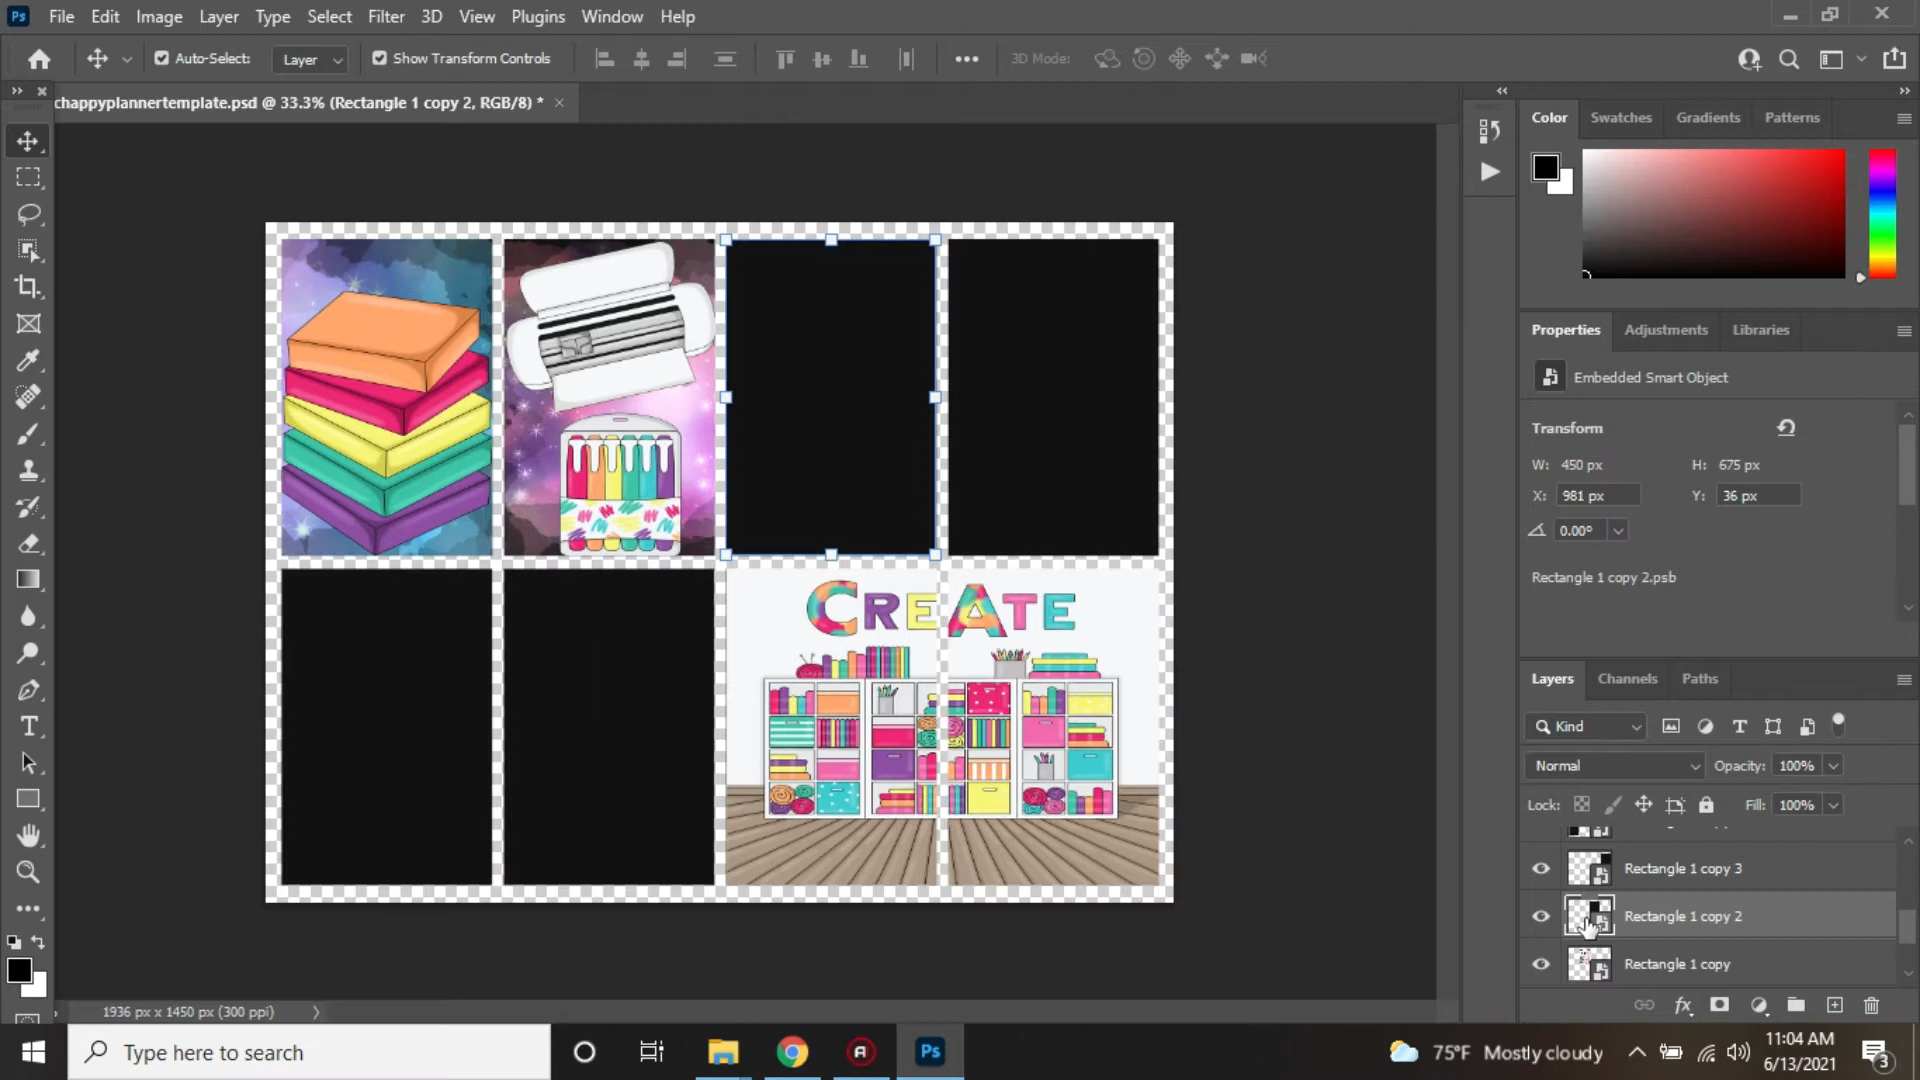 Ps File Edit Image Layer Type Select Filter 3D View Plugins Window Help
Auto-Select: Layer Show Transform Controls 3D Mode:
chappyplannertemplate.psd @ 33.3% (Rectangle 1 copy 2, RGB/8) *
Color Swatches Gradients Patterns
Properties Adjustments Libraries
Embedded Smart Object
Transform
W: 450 px H: 675 px
X: 981 px Y: 36 px
0.00°
Rectangle 1 copy 2.psb
CREATE
Layers Channels Paths
Kind
Normal Opacity: 100%
Lock: Fill: 100%
Rectangle 1 copy 3
Rectangle 1 copy 2
Rectangle 1 copy
1936 px x 1450 px (300 ppi)
Type here to search
Ps
75°F Mostly cloudy
11:04 AM
6/13/2021
3